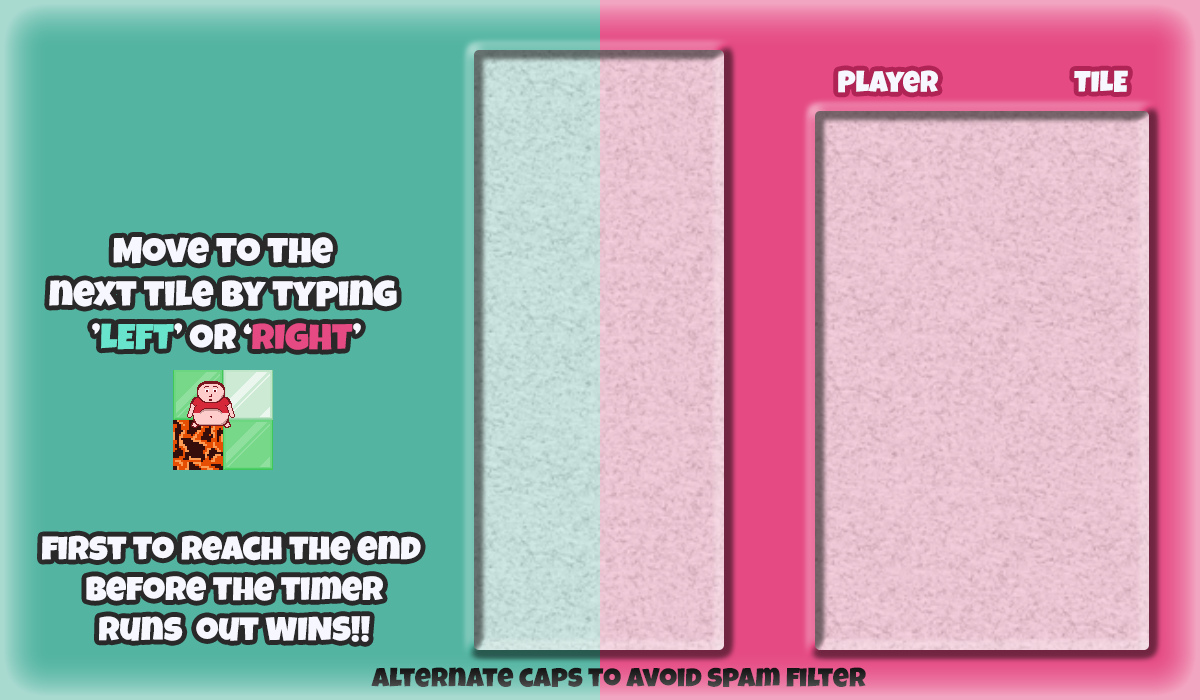 MOVE TO THE
NEXT TILE BY TYPING
'LEFT' OR 'RIGHT'
FIRST TO REACH THE END
BEFORE THE TIMER
RUNS OUT WINS!!
PLAYER
TILE
ALTERNATE CAPS TO AVOID SPAM FILTER